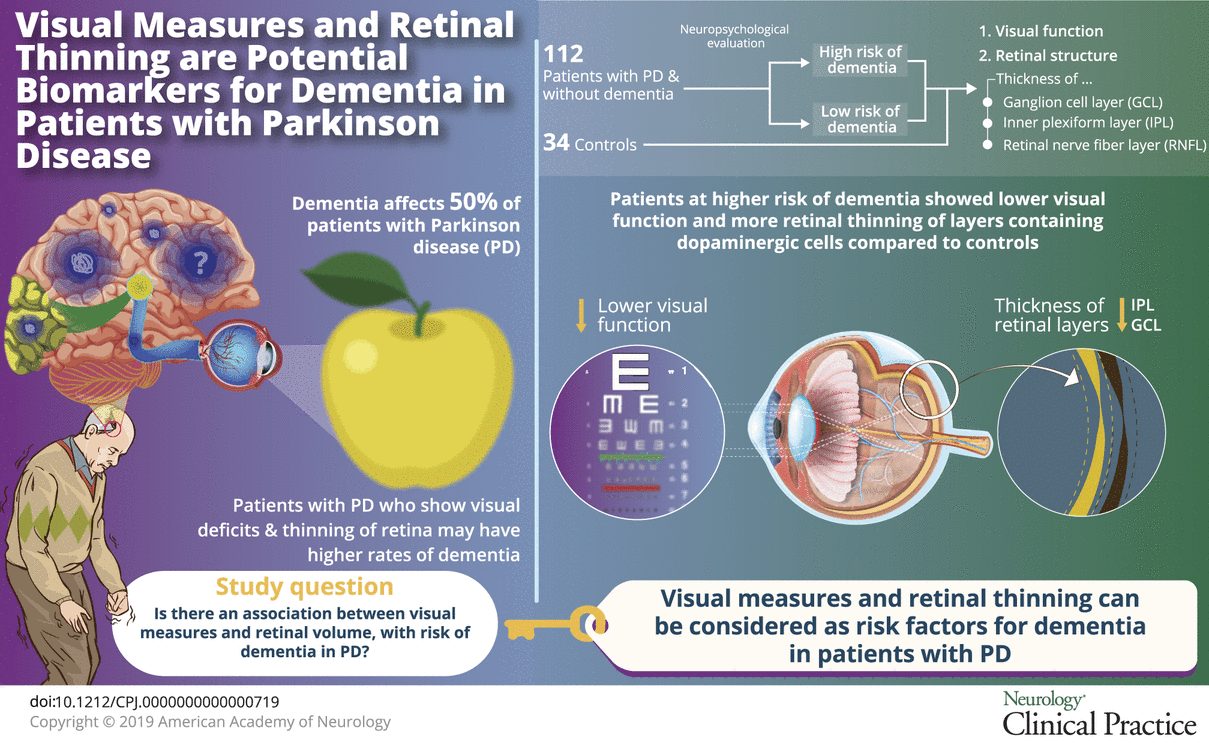 Visual Measures and Retinal
Thinning are Potential
Biomarkers for Dementia in
Patients with Parkinson
Disease
Dementia affects 50% of
patients with Parkinson
disease (PD)
?
Patients with PD who show visual
deficits & thinning of retina may have
higher rates of dementia
Study question
Is there an association between visual
measures and retinal volume, with risk of
dementia in PD?
112
Patients with PD &
without dementia
34 Controls
Neuropsychological
evaluation
High risk of
dementia
Low risk of
dementia
1. Visual function
2. Retinal structure
Thickness of ...
Ganglion cell layer (GCL)
Inner plexiform layer (IPL)
Retinal nerve fiber layer (RNFL)
Patients at higher risk of dementia showed lower visual
function and more retinal thinning of layers containing
dopaminergic cells compared to controls
Lower visual
function
E 1
M E 2
3
E W E 4
5
6
7
Thickness of
retinal layers
IPL
GCL
Visual measures and retinal thinning can
be considered as risk factors for dementia
in patients with PD
doi:10.1212/CPJ.0000000000000719
Copyright © 2019 American Academy of Neurology
Neurology®
Clinical Practice